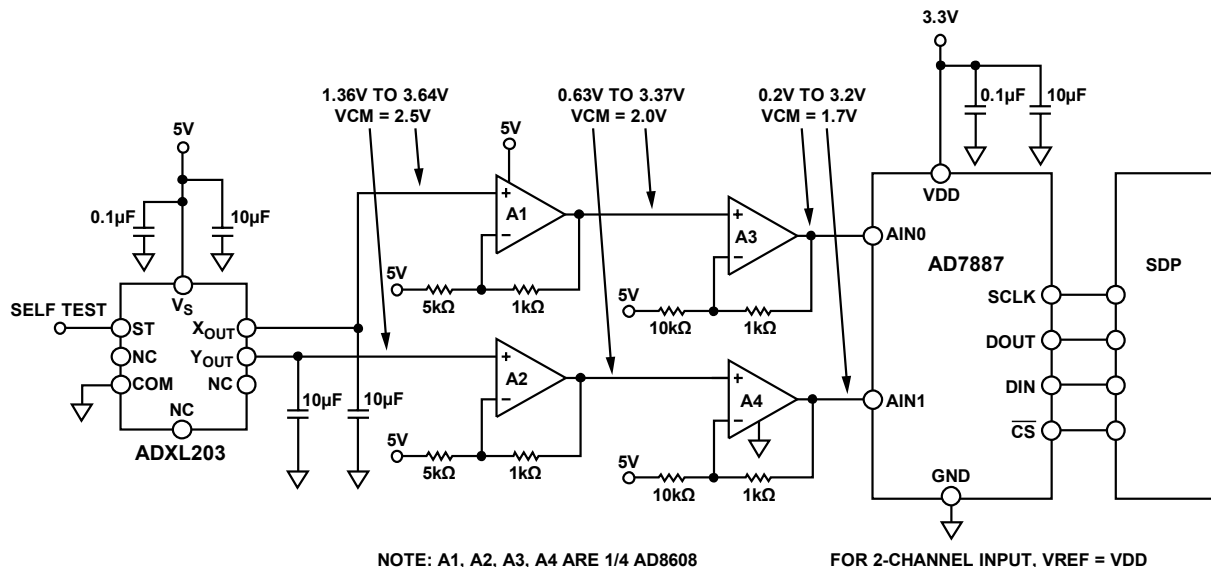 3.3V
1.36V TO 3.64V
VCM = 2.5V
0.63V TO 3.37V
VCM = 2.0V
0.2V TO 3.2V
VCM = 1.7V
0.1µF
10µF
5V
5V
VDD
0.1µF
10µF
+
A1
−
+
A3
−
AIN0
AD7887
SDP
5V
5kΩ
1kΩ
5V
10kΩ
1kΩ
SELF TEST
VS
ST
XOUT
SCLK
NC
YOUT
DOUT
COM
NC
DIN
NC
ADXL203
10µF
10µF
+
A2
−
+
A4
−
AIN1
CS
5V
5kΩ
1kΩ
5V
10kΩ
1kΩ
GND
NOTE: A1, A2, A3, A4 ARE 1/4 AD8608
FOR 2-CHANNEL INPUT, VREF = VDD